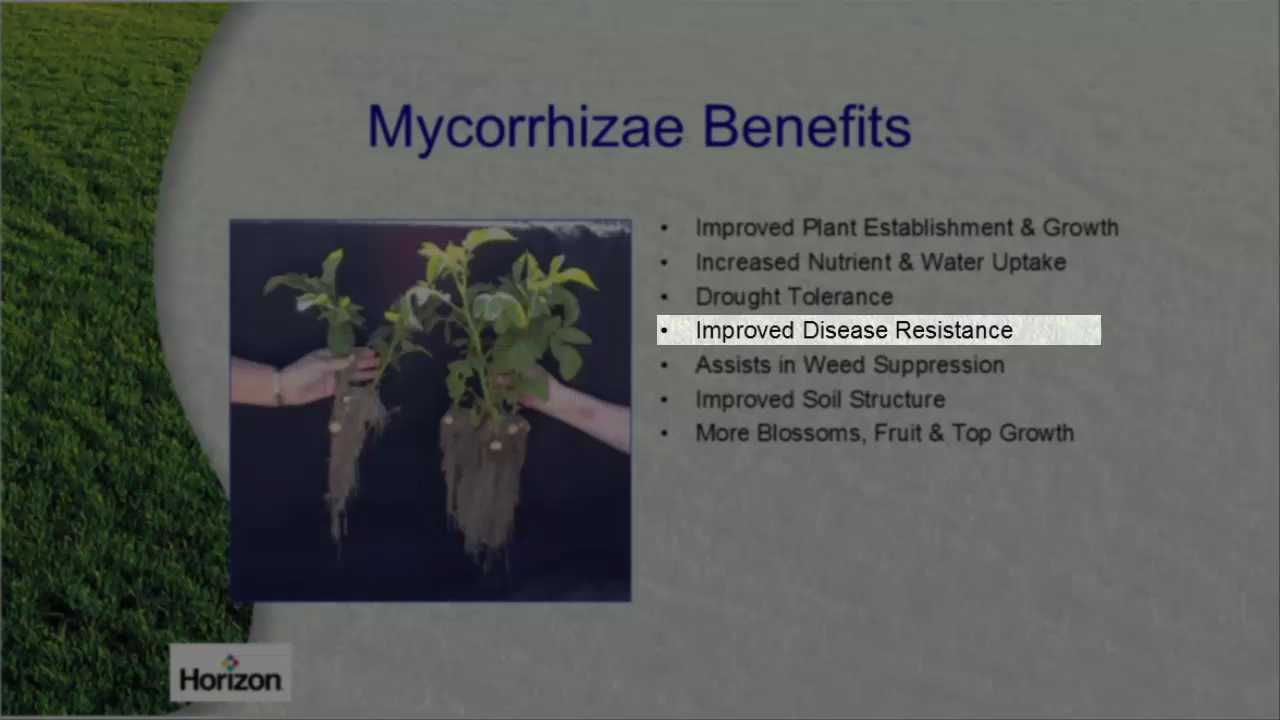 Mycorrhizae Benefits
• Improved Plant Establishment & Growth
• Increased Nutrient & Water Uptake
• Drought Tolerance
• Improved Disease Resistance
• Assists in Weed Suppression
• Improved Soil Structure
• More Blossoms, Fruit & Top Growth
Horizon